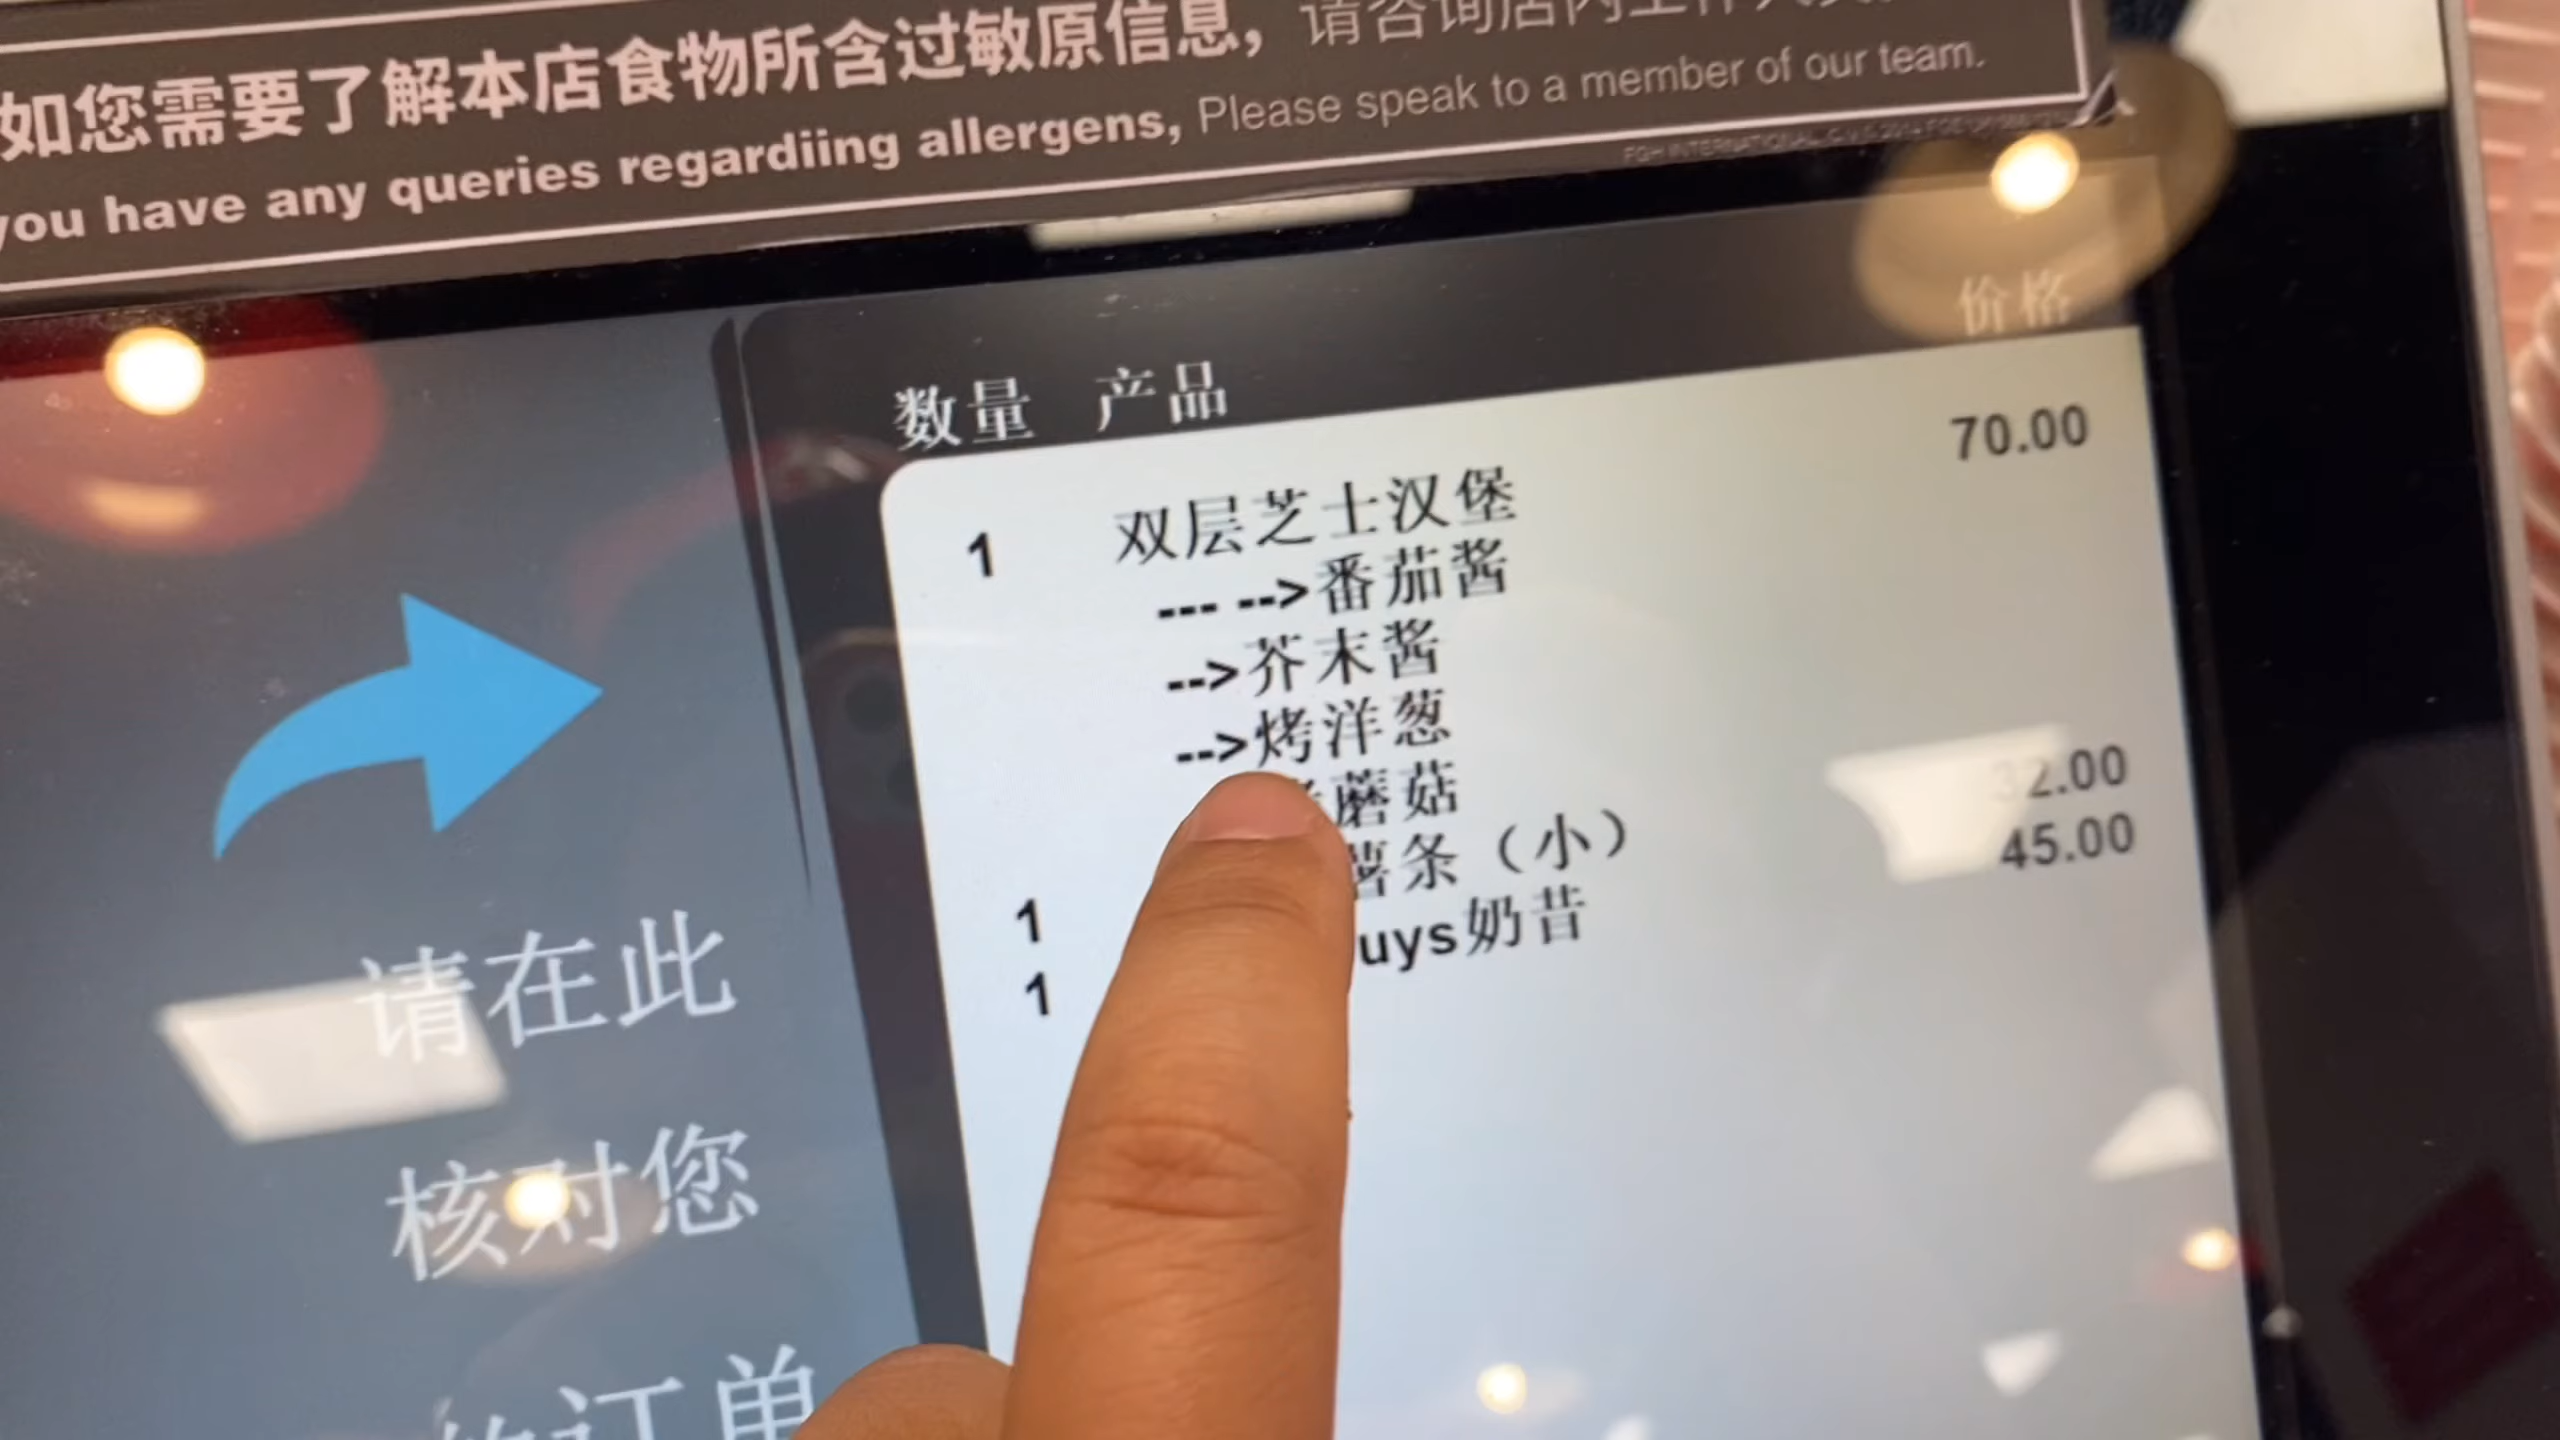 如您需要了解本店食物所含过敏原信息，请咨询店内工作人员
you have any queries regardiing allergens, Please speak to a member of our team.
数量 产品 价格
1 双层芝士汉堡 70.00
--- -->番茄酱
-->芥末酱
-->烤洋葱
蘑菇
1 薯条（小） 32.00
1 uys奶昔 45.00
请在此
核对您
订单